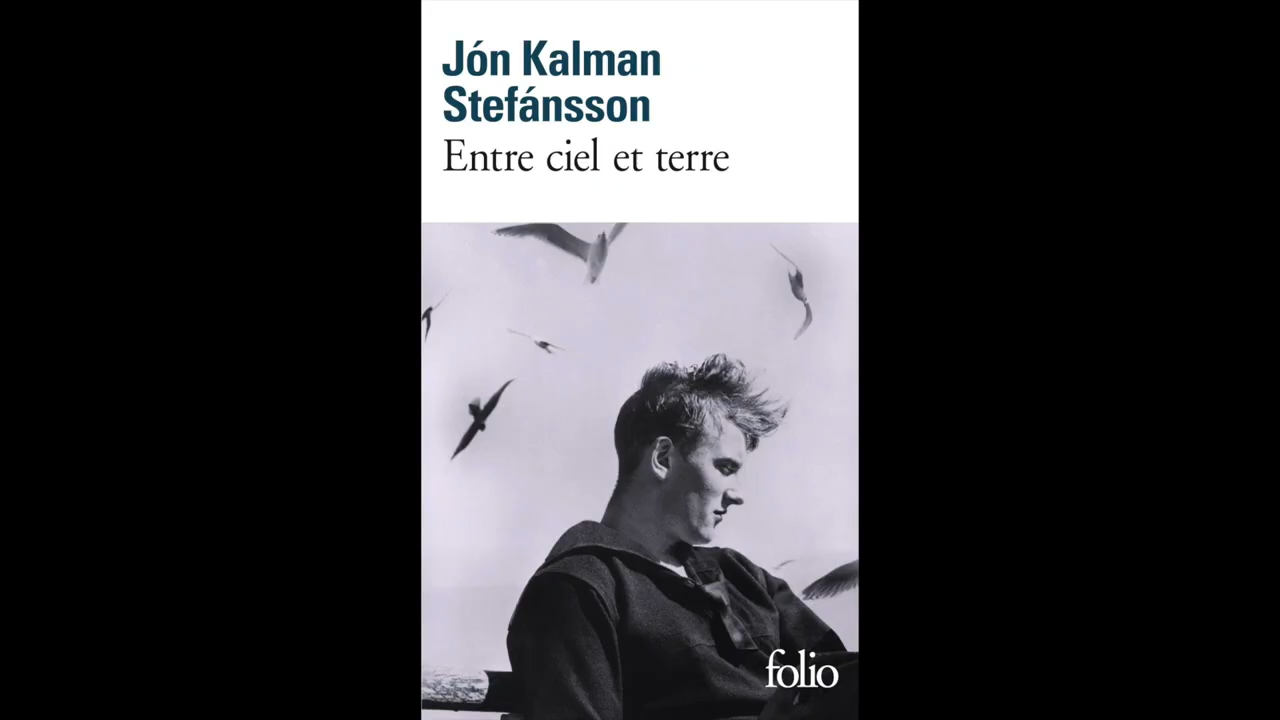 Jón Kalman
Stefánsson
Entre ciel et terre
folio